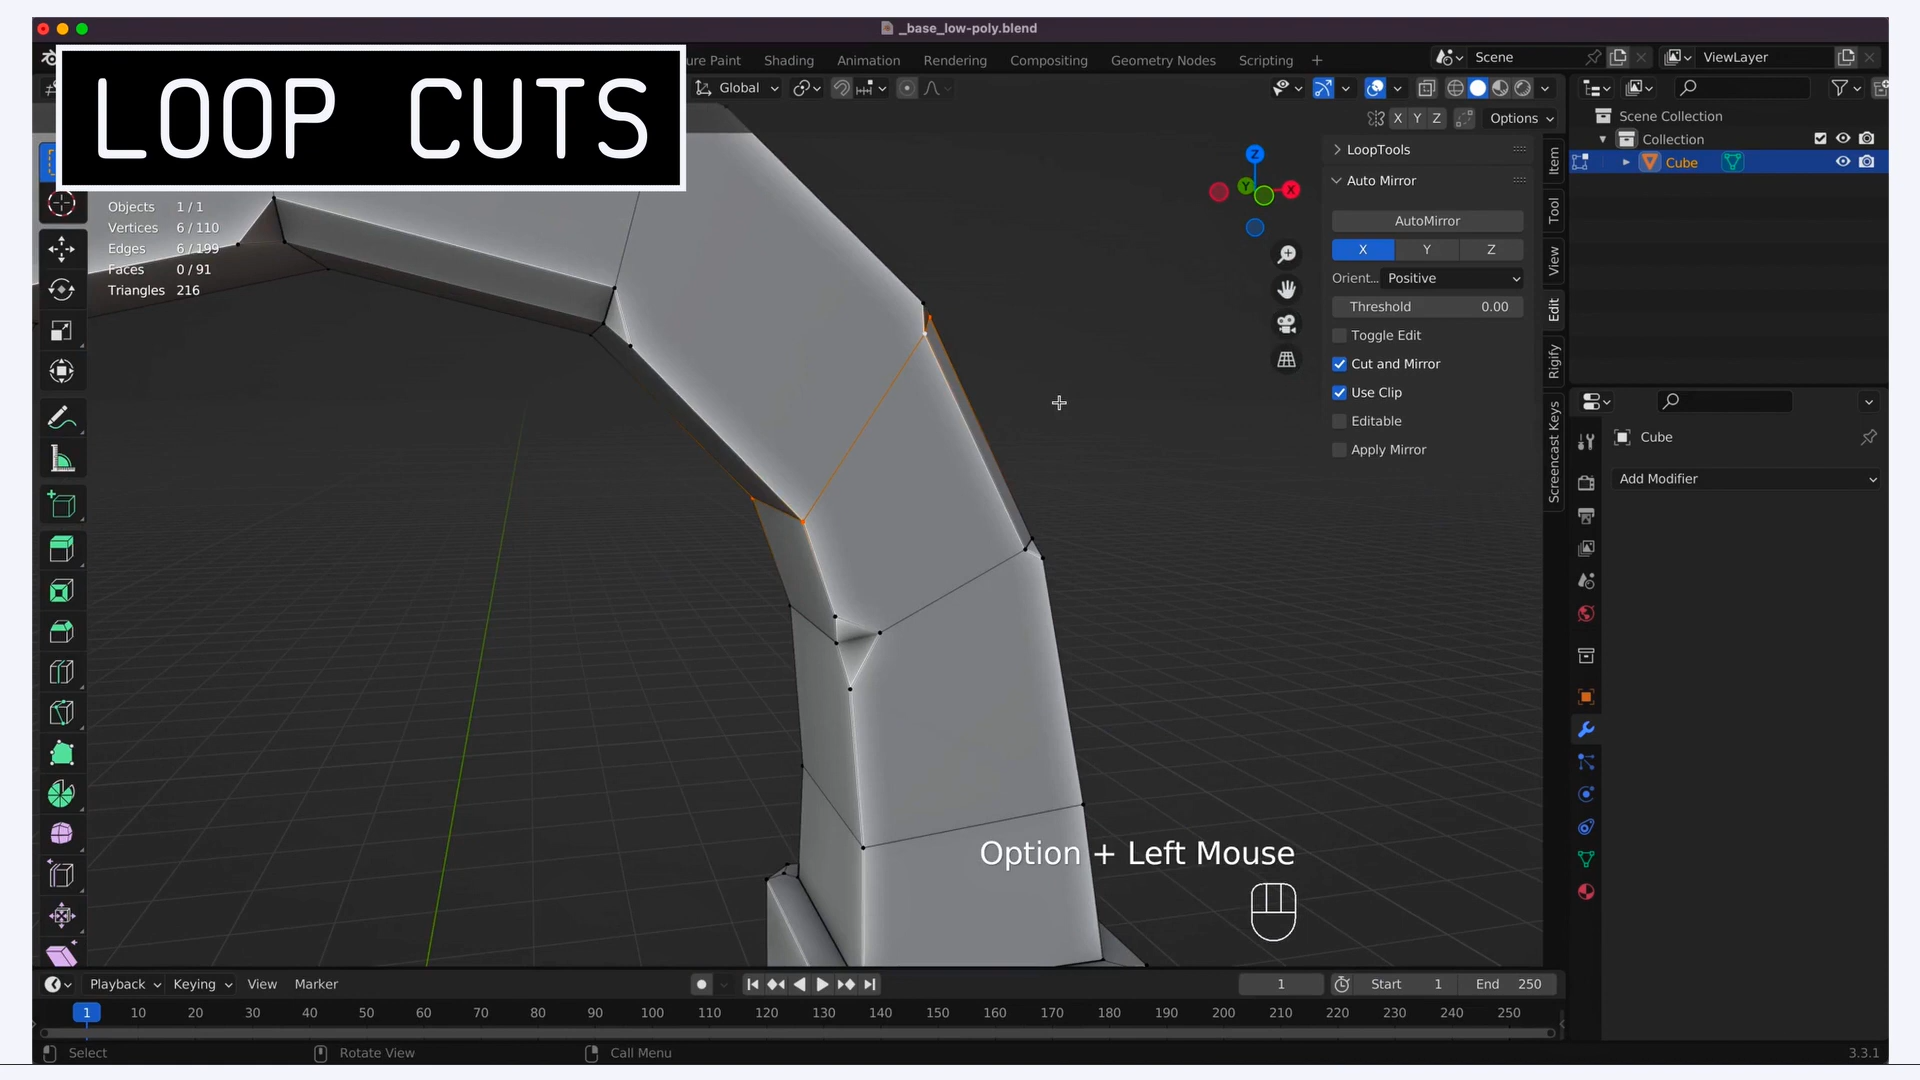 _base_low-poly.blend
LOOP CUTS
ure Paint
Shading
Animation
Rendering
Compositing
Geometry Nodes
Scripting
+
Scene
ViewLayer
Global
X Y Z
Options
Objects 1 / 1
Vertices 6 / 110
Edges 6 / 199
Faces 0 / 91
Triangles 216
Z
Y
X
LoopTools
Auto Mirror
AutoMirror
X Y Z
Orient... Positive
Threshold 0.00
Toggle Edit
Cut and Mirror
Use Clip
Editable
Apply Mirror
Item
Tool
View
Edit
Rigify
Screencast Keys
Scene Collection
Collection
Cube
Cube
Add Modifier
Option + Left Mouse
Playback
Keying
View
Marker
1
Start 1
End 250
1 10 20 30 40 50 60 70 80 90 100 110 120 130 140 150 160 170 180 190 200 210 220 230 240 250
Select
Rotate View
Call Menu
3.3.1